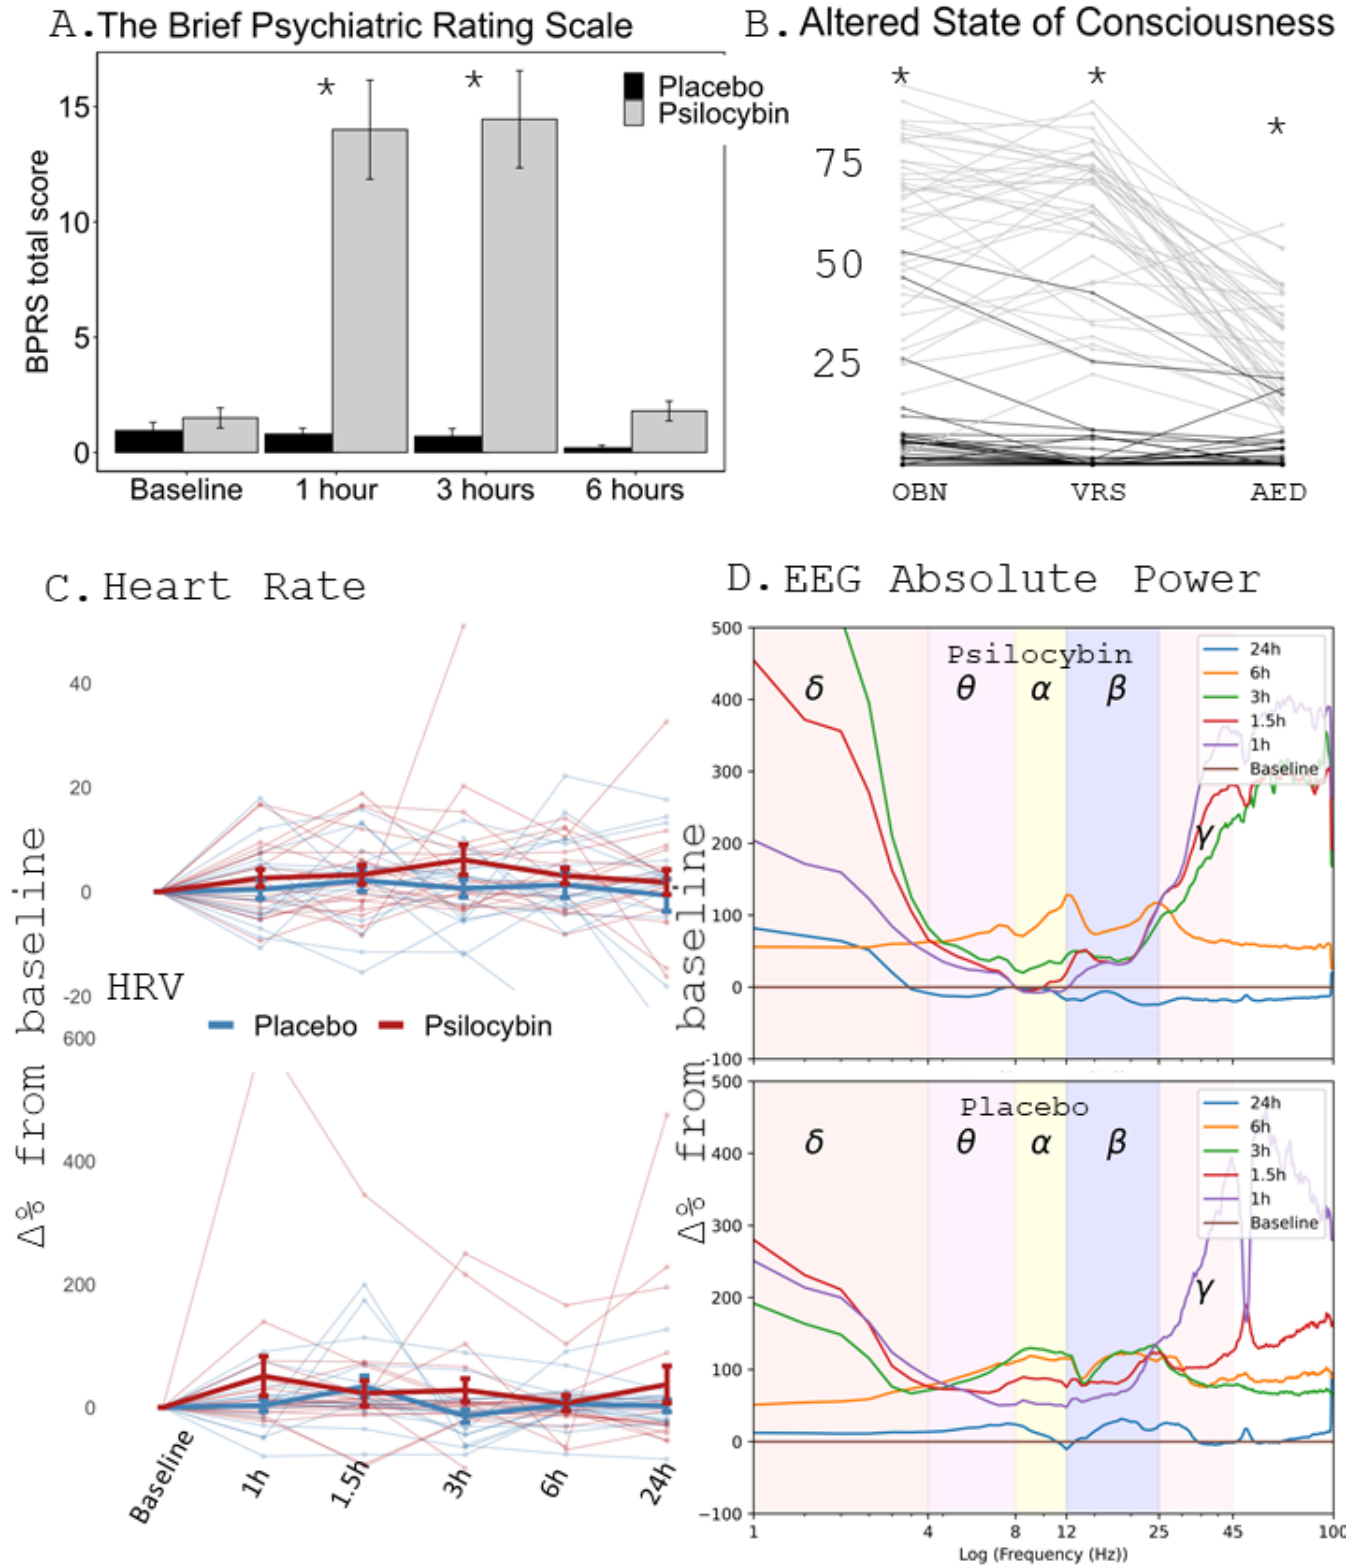 A. The Brief Psychiatric Rating Scale
BPRS total score
15
10
5
0
Placebo
Psilocybin
*
*
Baseline
1 hour
3 hours
6 hours
B. Altered State of Consciousness
*
*
*
75
50
25
OBN
VRS
AED
C. Heart Rate
Δ% from baseline
40
20
0
-20
HRV
Placebo
Psilocybin
600
400
200
0
Baseline
1h
1.5h
3h
6h
24h
D. EEG Absolute Power
Δ% from baseline
500
400
300
200
100
0
-100
Psilocybin
δ
θ
α
β
γ
24h
6h
3h
1.5h
1h
Baseline
500
400
300
200
100
0
−100
Placebo
δ
θ
α
β
γ
24h
6h
3h
1.5h
1h
Baseline
1
4
8
12
25
45
100
Log (Frequency (Hz))